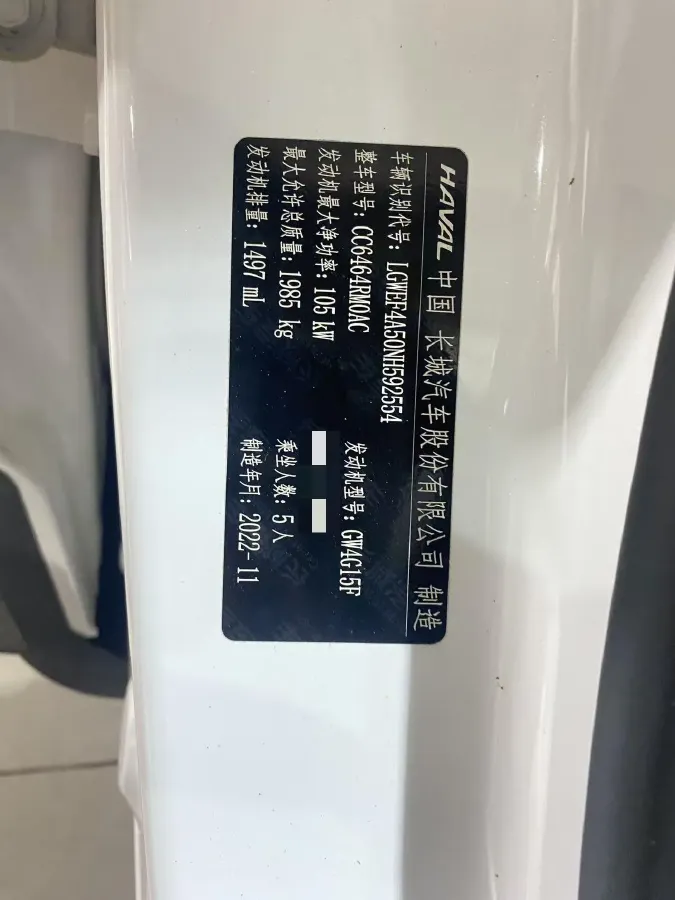 HAVAL 中国 长城汽车股份有限公司 制造
车辆识别代号: LGWEF4A50NH592554
整车型号: CC6464RM0AC 发动机型号: GW4G15F
发动机最大净功率: 105 kW
最大允许总质量: 1985 kg 乘坐人数: 5 人
发动机排量: 1497 mL 制造年月: 2022-11